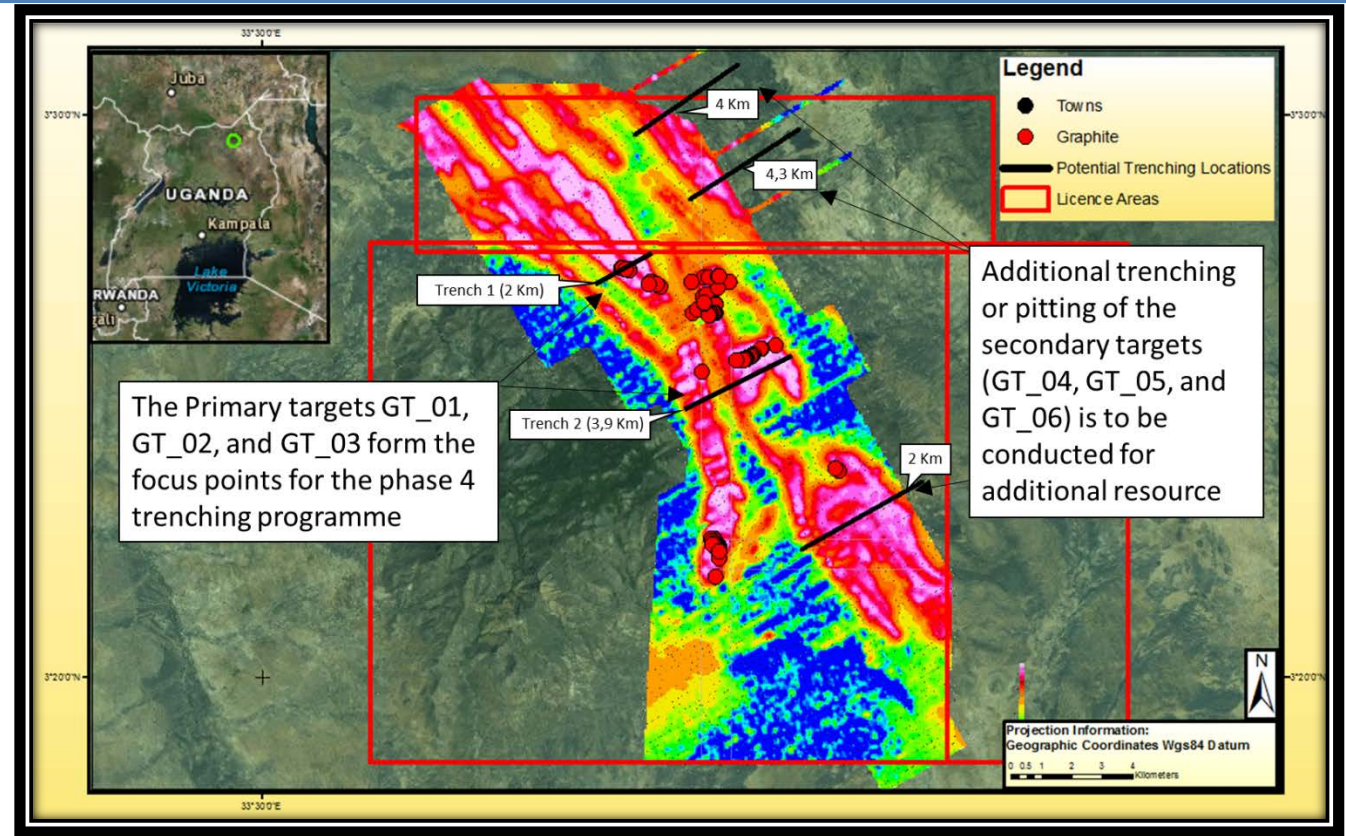 33°30'0"E
3°30'0"N
3°30'0"N
Juba
UGANDA
Kampala
Lake
Victoria
RWANDA
gali
Legend
Towns
Graphite
Potential Trenching Locations
Licence Areas
4 Km
4,3 Km
Trench 1 (2 Km)
Additional trenching
or pitting of the
secondary targets
(GT_04, GT_05, and
GT_06) is to be
conducted for
additional resource
The Primary targets GT_01,
GT_02, and GT_03 form the
focus points for the phase 4
trenching programme
Trench 2 (3,9 Km)
2 Km
3°20'0"N
3°20'0"N
N
Projection Information:
Geographic Coordinates Wgs84 Datum
0 0.5 1 2 3 4
Kilometers
33°30'0"E